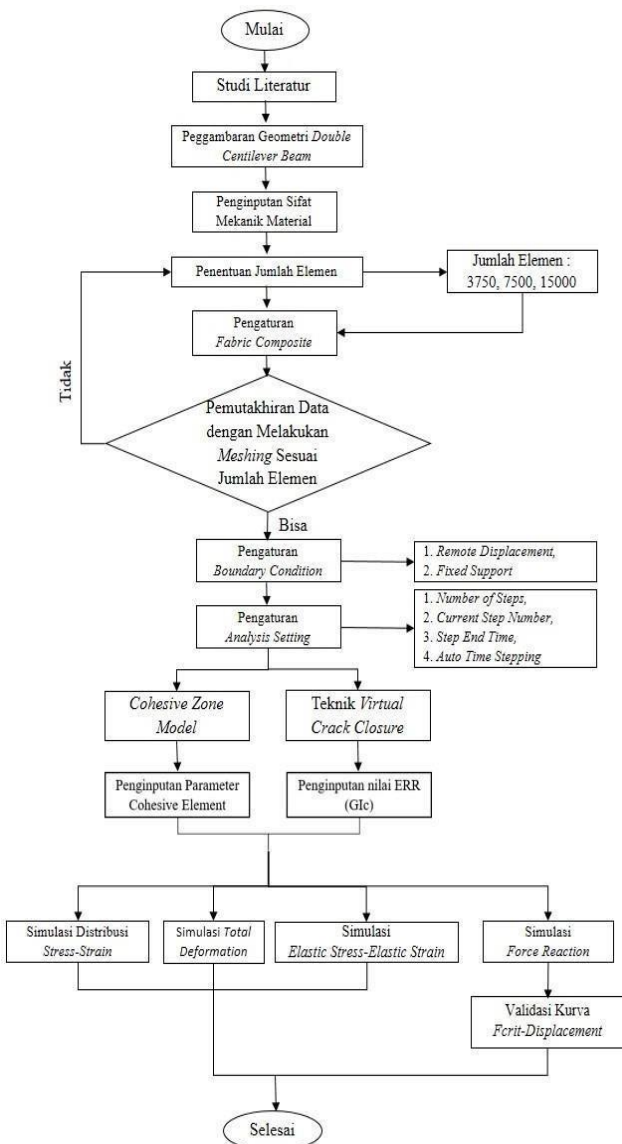 Mulai
Studi Literatur
Peggambaran Geometri Double
Centilever Beam
Penginputan Sifat
Mekanik Material
Penentuan Jumlah Elemen
Jumlah Elemen :
3750, 7500, 15000
Pengaturan
Fabric Composite
Tidak
Pemutakhiran Data
dengan Melakukan
Meshing Sesuai
Jumlah Elemen
Bisa
Pengaturan
Boundary Condition
1. Remote Displacement,
2. Fixed Support
Pengaturan
Analysis Setting
1. Number of Steps,
2. Current Step Number,
3. Step End Time,
4. Auto Time Stepping
Cohesive Zone
Model
Teknik Virtual
Crack Closure
Penginputan Parameter
Cohesive Element
Penginputan nilai ERR
(GIc)
Simulasi Distribusi
Stress-Strain
Simulasi Total
Deformation
Simulasi
Elastic Stress-Elastic Strain
Simulasi
Force Reaction
Validasi Kurva
Fcrit-Displacement
Selesai